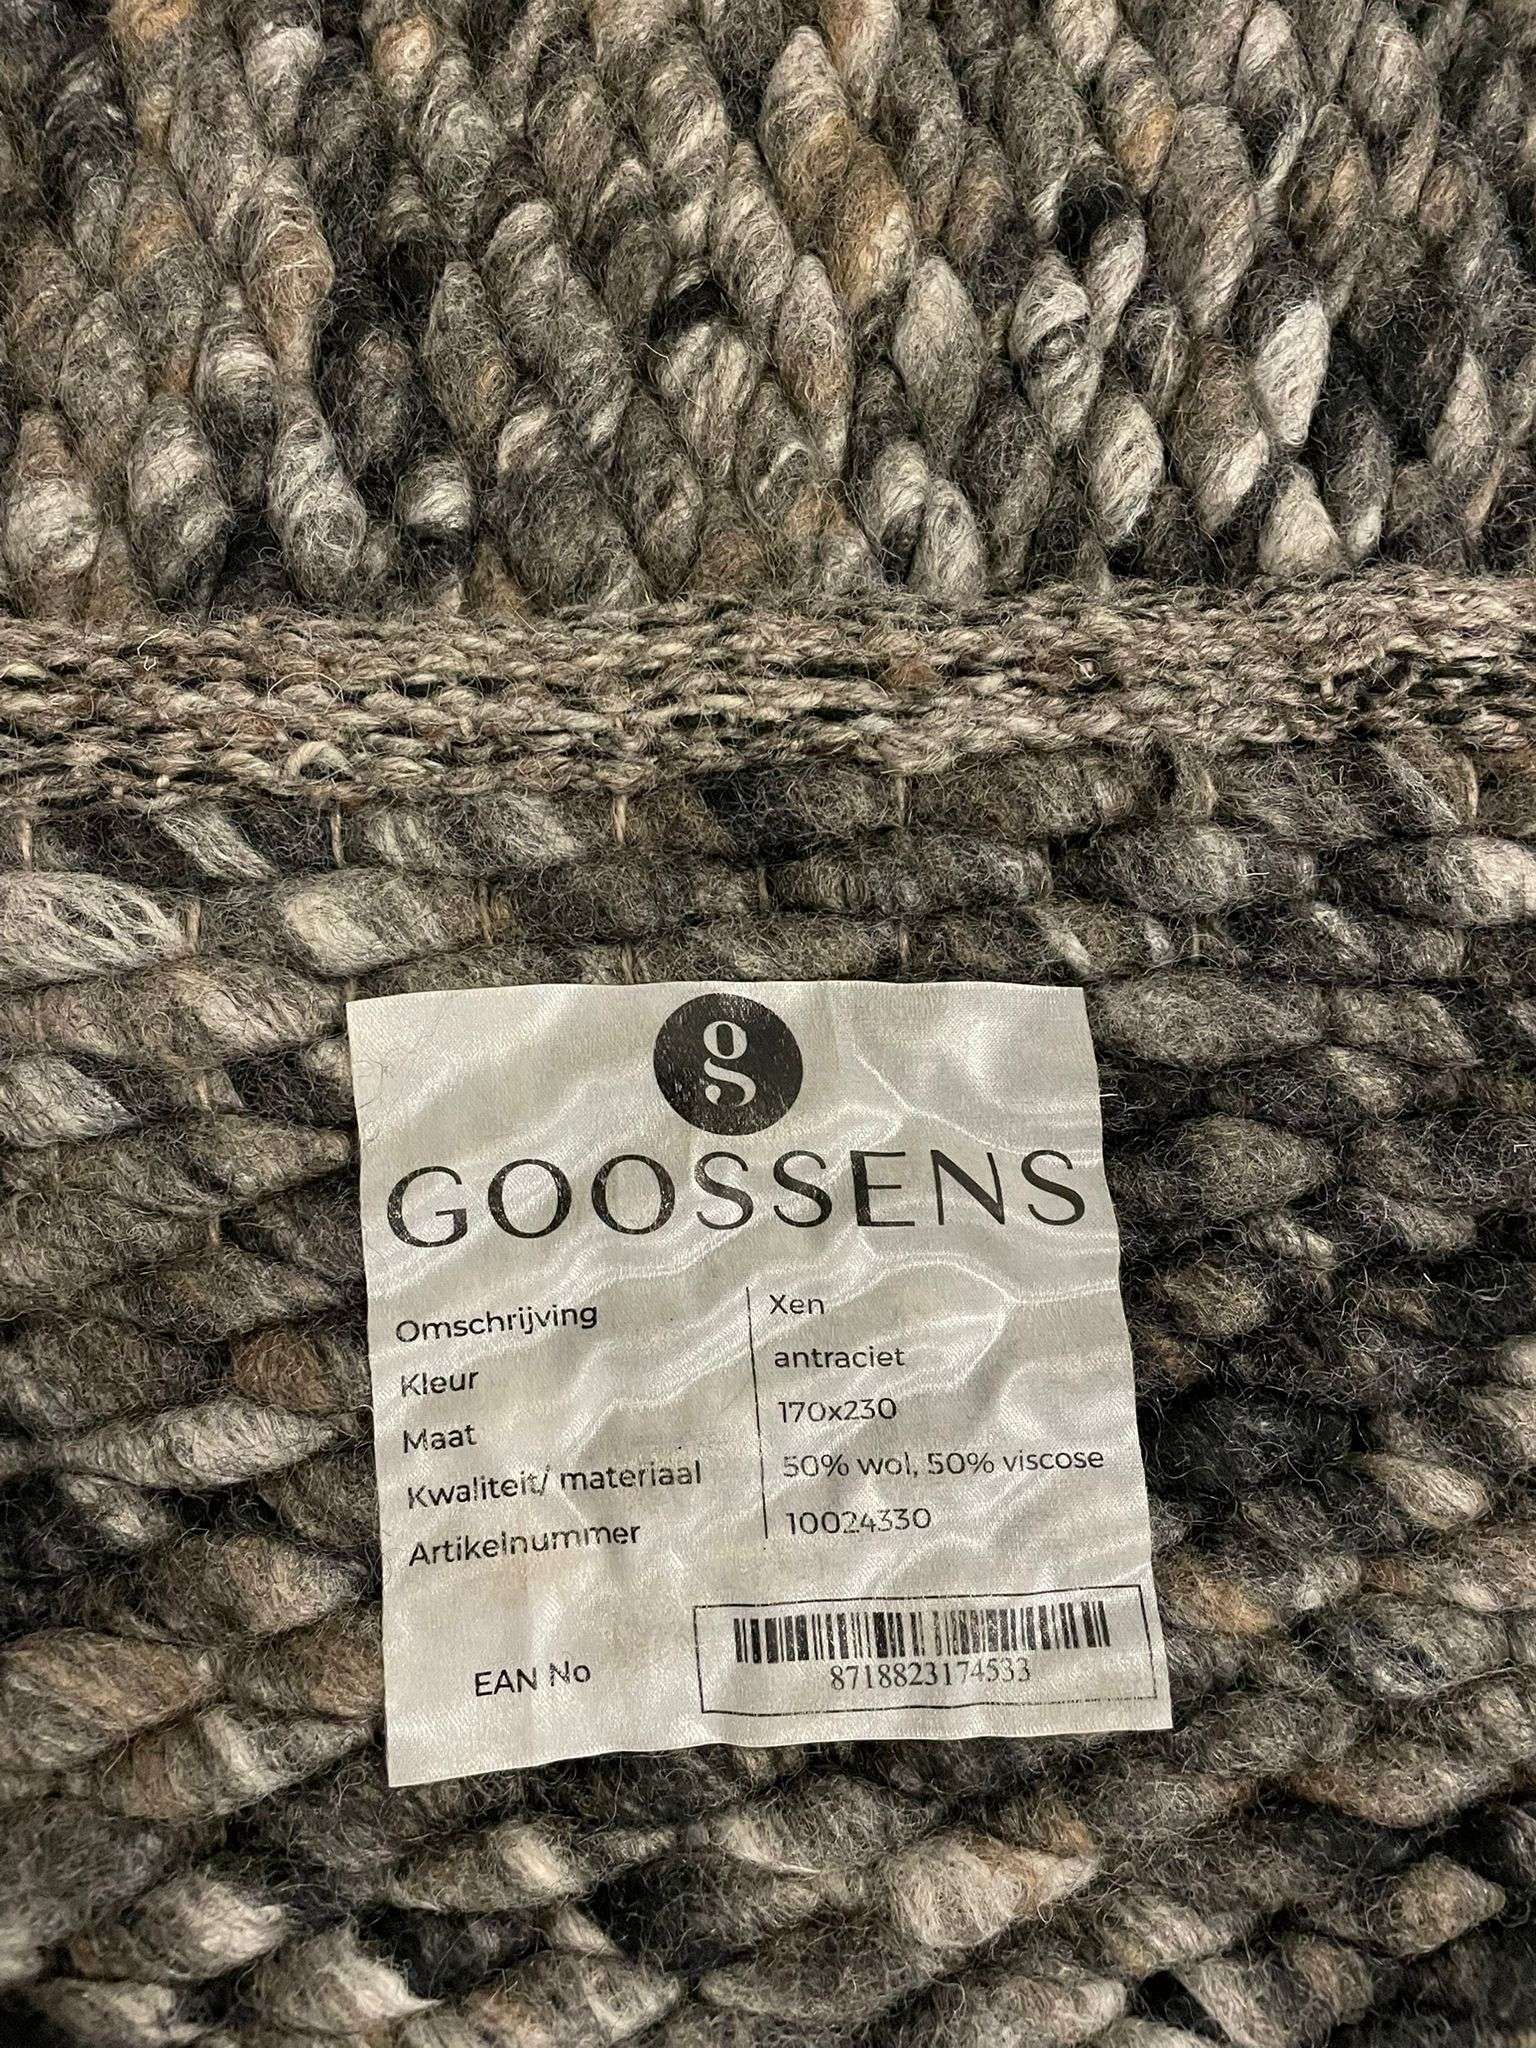 g
GOOSSENS
Omschrijving Xen
Kleur antraciet
Maat 170x230
Kwaliteit/ materiaal 50% wol, 50% viscose
Artikelnummer 10024330
EAN No 8718823174533